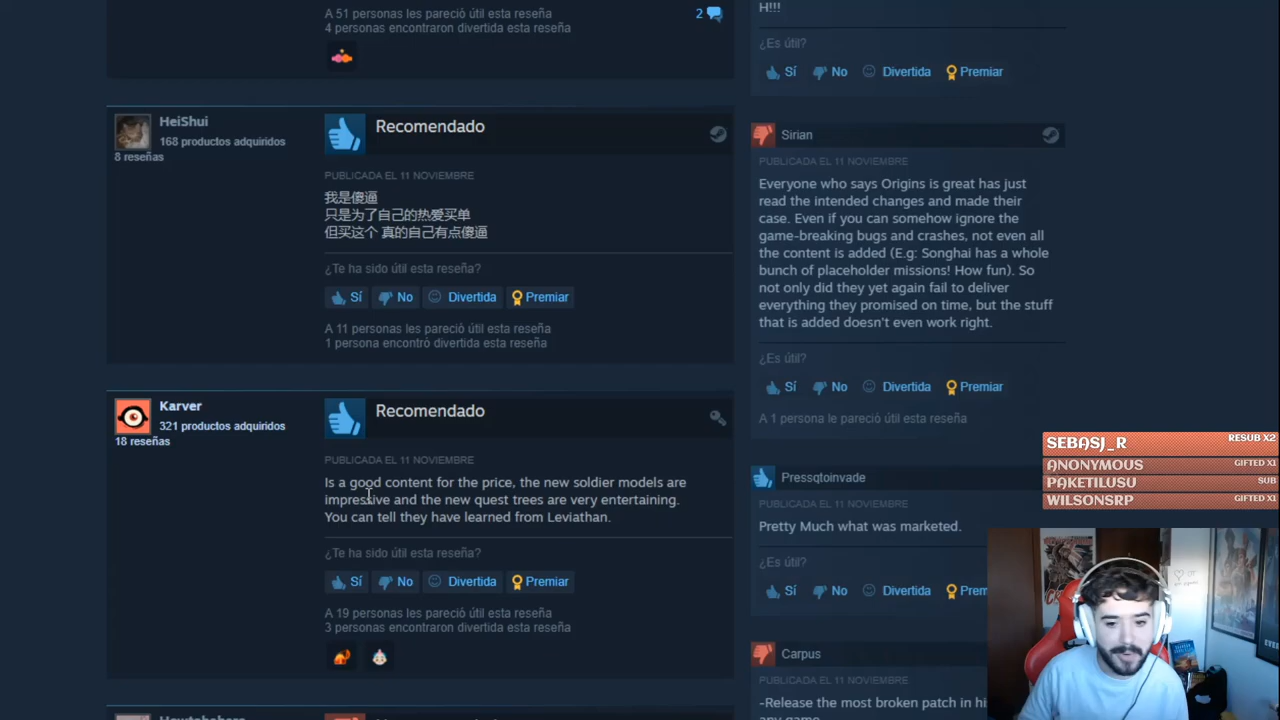 A 51 personas les pareció útil esta reseña
4 personas encontraron divertida esta reseña
2
HeiShui
168 productos adquiridos
8 reseñas
Recomendado
PUBLICADA EL 11 NOVIEMBRE
我是傻逼
只是为了自己的热爱买单
但买这个 真的自己有点傻逼
¿Te ha sido útil esta reseña?
Sí No Divertida Premiar
A 11 personas les pareció útil esta reseña
1 persona encontró divertida esta reseña
Karver
321 productos adquiridos
18 reseñas
Recomendado
PUBLICADA EL 11 NOVIEMBRE
Is a good content for the price, the new soldier models are
impressive and the new quest trees are very entertaining.
You can tell they have learned from Leviathan.
¿Te ha sido útil esta reseña?
Sí No Divertida Premiar
A 19 personas les pareció útil esta reseña
3 personas encontraron divertida esta reseña
H!!!
¿Es útil?
Sí No Divertida Premiar
Sirian
PUBLICADA EL 11 NOVIEMBRE
Everyone who says Origins is great has just
read the intended changes and made their
case. Even if you can somehow ignore the
game-breaking bugs and crashes, not even all
the content is added (E.g: Songhai has a whole
bunch of placeholder missions! How fun). So
not only did they yet again fail to deliver
everything they promised on time, but the stuff
that is added doesn't even work right.
¿Es útil?
Sí No Divertida Premiar
A 1 persona le pareció útil esta reseña
Pressqtoinvade
PUBLICADA EL 11 NOVIEMBRE
Pretty Much what was marketed.
¿Es útil?
Sí No Divertida Prem
Carpus
PUBLICADA EL 11 NOVIEMBRE
-Release the most broken patch in hi
any game
SEBASJ_R RESUB X2
ANONYMOUS GIFTED X1
PAKETILUSU SUB
WILSONSRP GIFTED X1